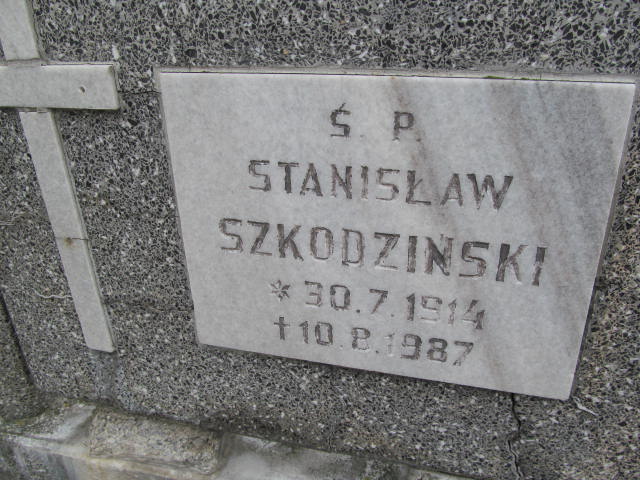 Ś. P.
STANISŁAW
SZKODZIŃSKI
* 30.7.1914
†10.8.1987